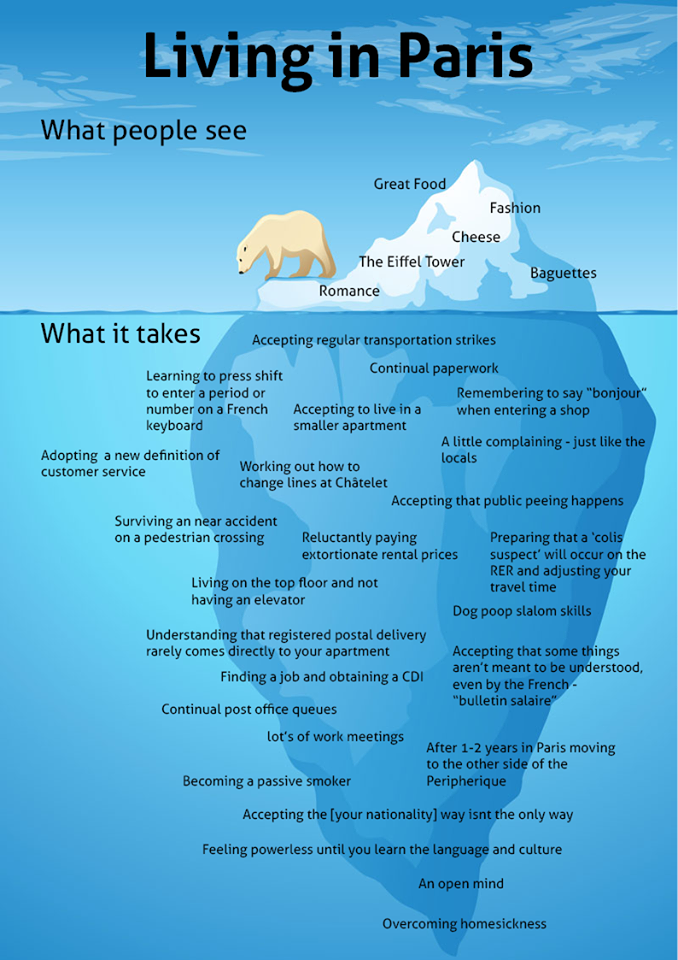 Living in Paris
What people see
Great Food
Fashion
Cheese
The Eiffel Tower
Baguettes
Romance
What it takes
Accepting regular transportation strikes
Continual paperwork
Learning to press shift
to enter a period or
number on a French
keyboard
Accepting to live in a
smaller apartment
Remembering to say “bonjour”
when entering a shop
A little complaining - just like the
locals
Adopting a new definition of
customer service
Working out how to
change lines at Châtelet
Accepting that public peeing happens
Surviving an near accident
on a pedestrian crossing
Reluctantly paying
extortionate rental prices
Preparing that a ‘colis
suspect’ will occur on the
RER and adjusting your
travel time
Living on the top floor and not
having an elevator
Dog poop slalom skills
Understanding that registered postal delivery
rarely comes directly to your apartment
Accepting that some things
aren’t meant to be understood,
even by the French -
“bulletin salaire”
Finding a job and obtaining a CDI
Continual post office queues
lot’s of work meetings
After 1-2 years in Paris moving
to the other side of the
Peripherique
Becoming a passive smoker
Accepting the [your nationality] way isnt the only way
Feeling powerless until you learn the language and culture
An open mind
Overcoming homesickness